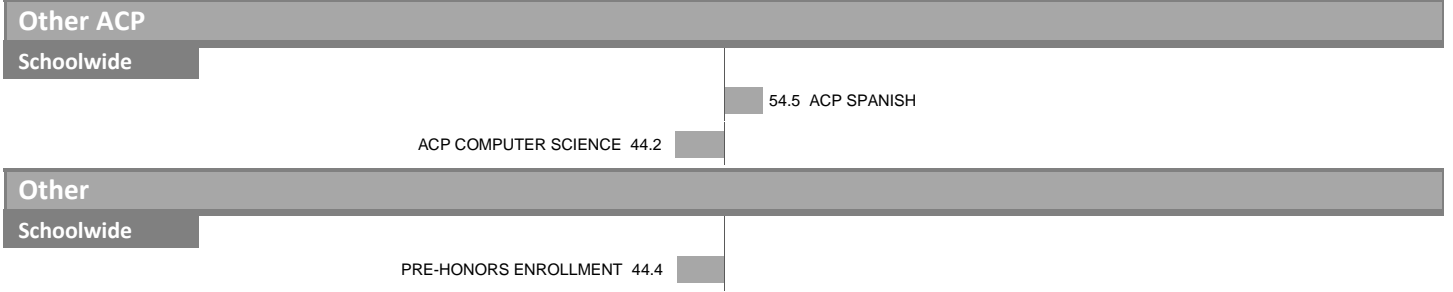 Other ACP
Schoolwide
54.5 ACP SPANISH
ACP COMPUTER SCIENCE 44.2
Other
Schoolwide
PRE-HONORS ENROLLMENT 44.4